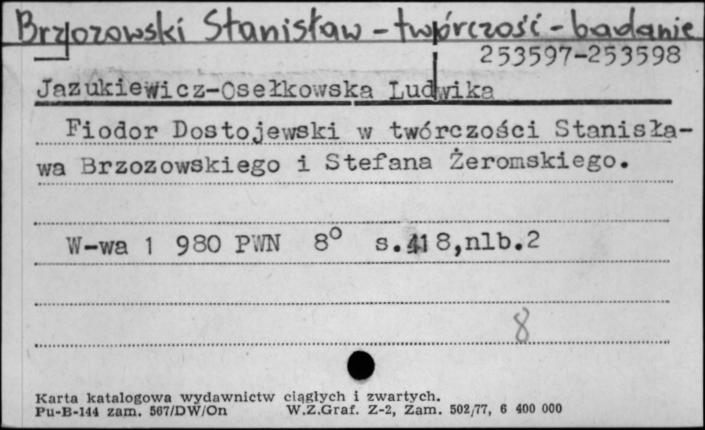 Brzozowski Stanisław - twórczość - badanie
253597-253598
Jazukiewicz-Osełkowska Ludwika
Fiodor Dostojewski w twórczości Stanisła-
wa Brzozowskiego i Stefana Żeromskiego.
W-wa 1 980 PWN 8° s.418,nlb.2
8
Karta katalogowa wydawnictw ciągłych i zwartych.
Pu-B-144 zam. 567/DW/On W.Z.Graf. Z-2, Zam. 502/77, 6 400 000